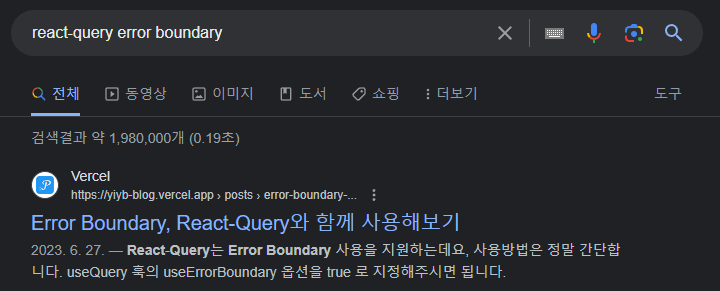 react-query error boundary
전체 동영상 이미지 도서 쇼핑 더보기 도구
검색결과 약 1,980,000개 (0.19초)
Vercel
https://yiyb-blog.vercel.app › posts › error-boundary-...
Error Boundary, React-Query와 함께 사용해보기
2023. 6. 27. — React-Query는 Error Boundary 사용을 지원하는데요, 사용방법은 정말 간단합
니다. useQuery 훅의 useErrorBoundary 옵션을 true 로 지정해주시면 됩니다.